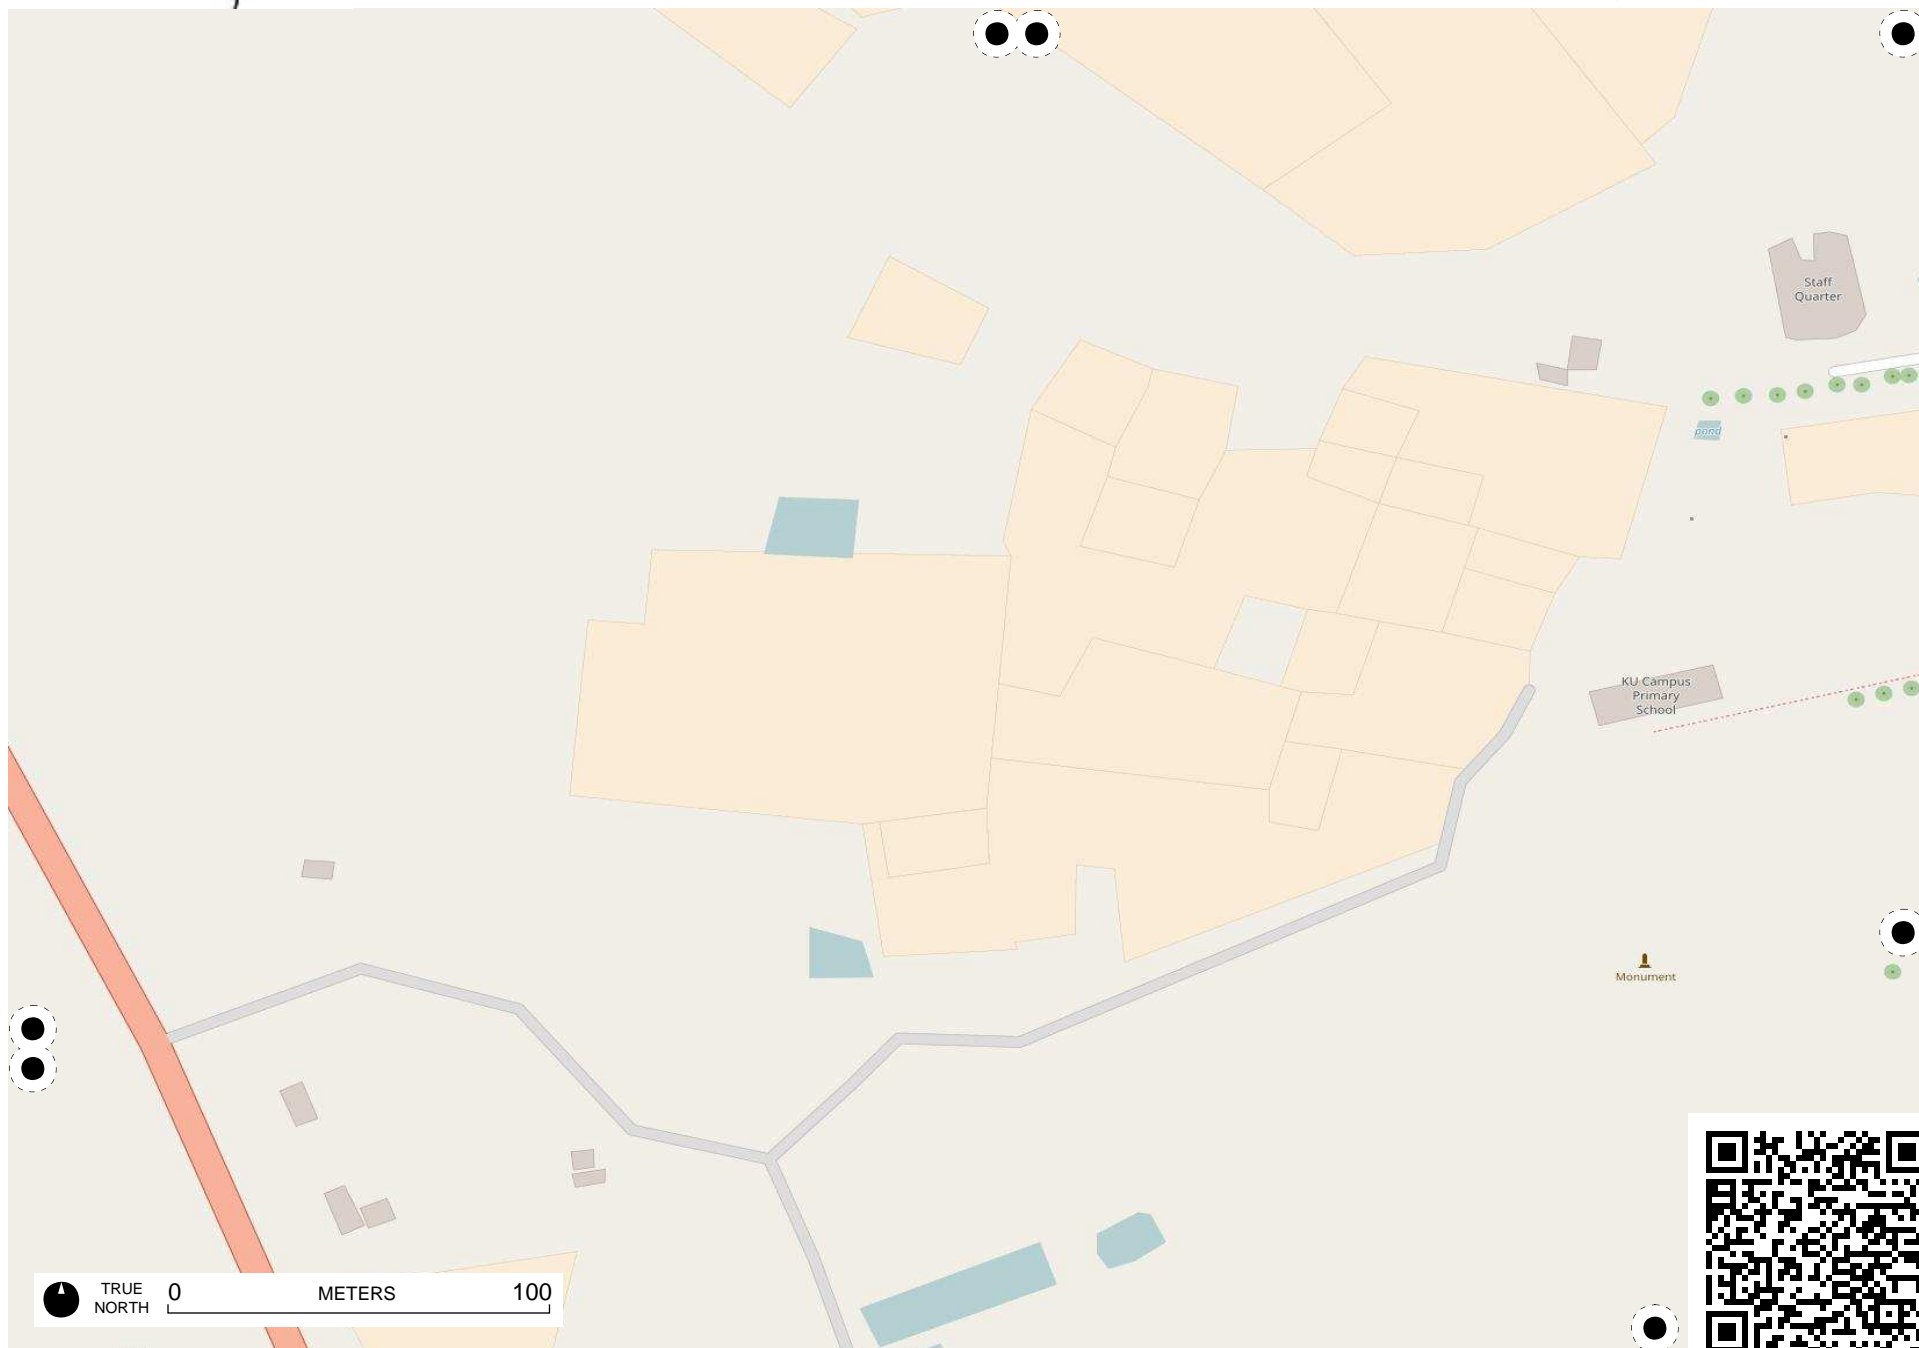 Staff
Quarter
pond
KU Campus
Primary
School
Monument
TRUE
NORTH
0 METERS 100